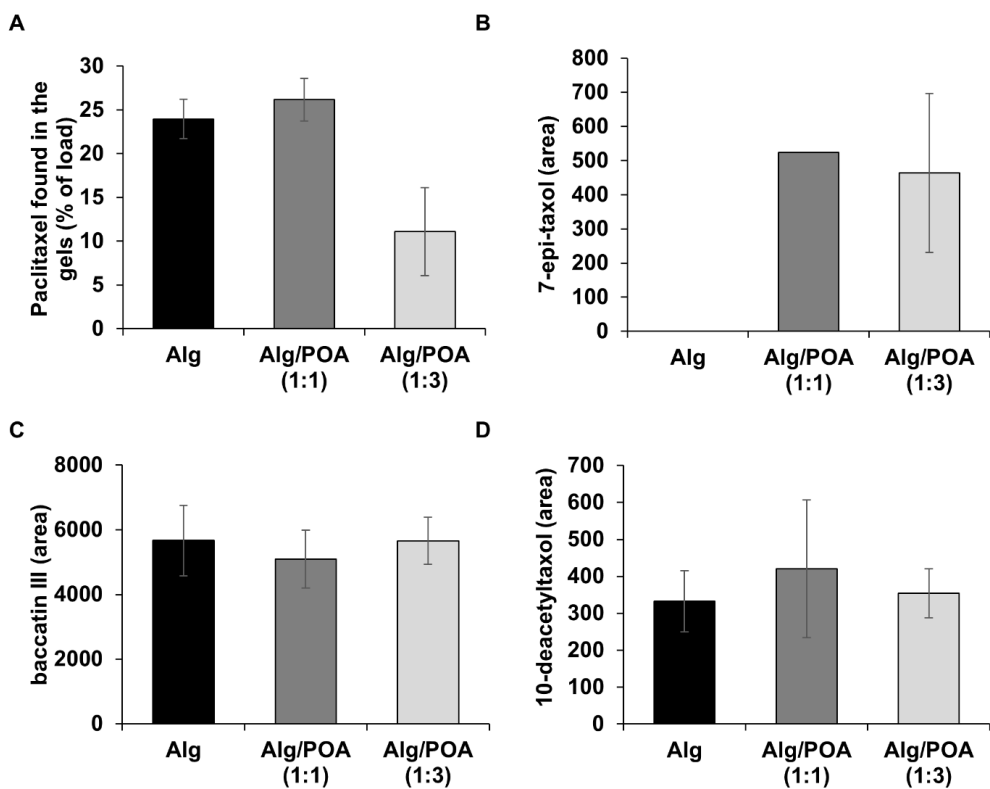 A
Paclitaxel found in the
gels (% of load)
30
25
20
15
10
5
0
Alg
Alg/POA
(1:1)
Alg/POA
(1:3)
B
7-epi-taxol (area)
800
700
600
500
400
300
200
100
0
Alg
Alg/POA
(1:1)
Alg/POA
(1:3)
C
baccatin III (area)
8000
6000
4000
2000
0
Alg
Alg/POA
(1:1)
Alg/POA
(1:3)
D
10-deacetyltaxol (area)
700
600
500
400
300
200
100
0
Alg
Alg/POA
(1:1)
Alg/POA
(1:3)